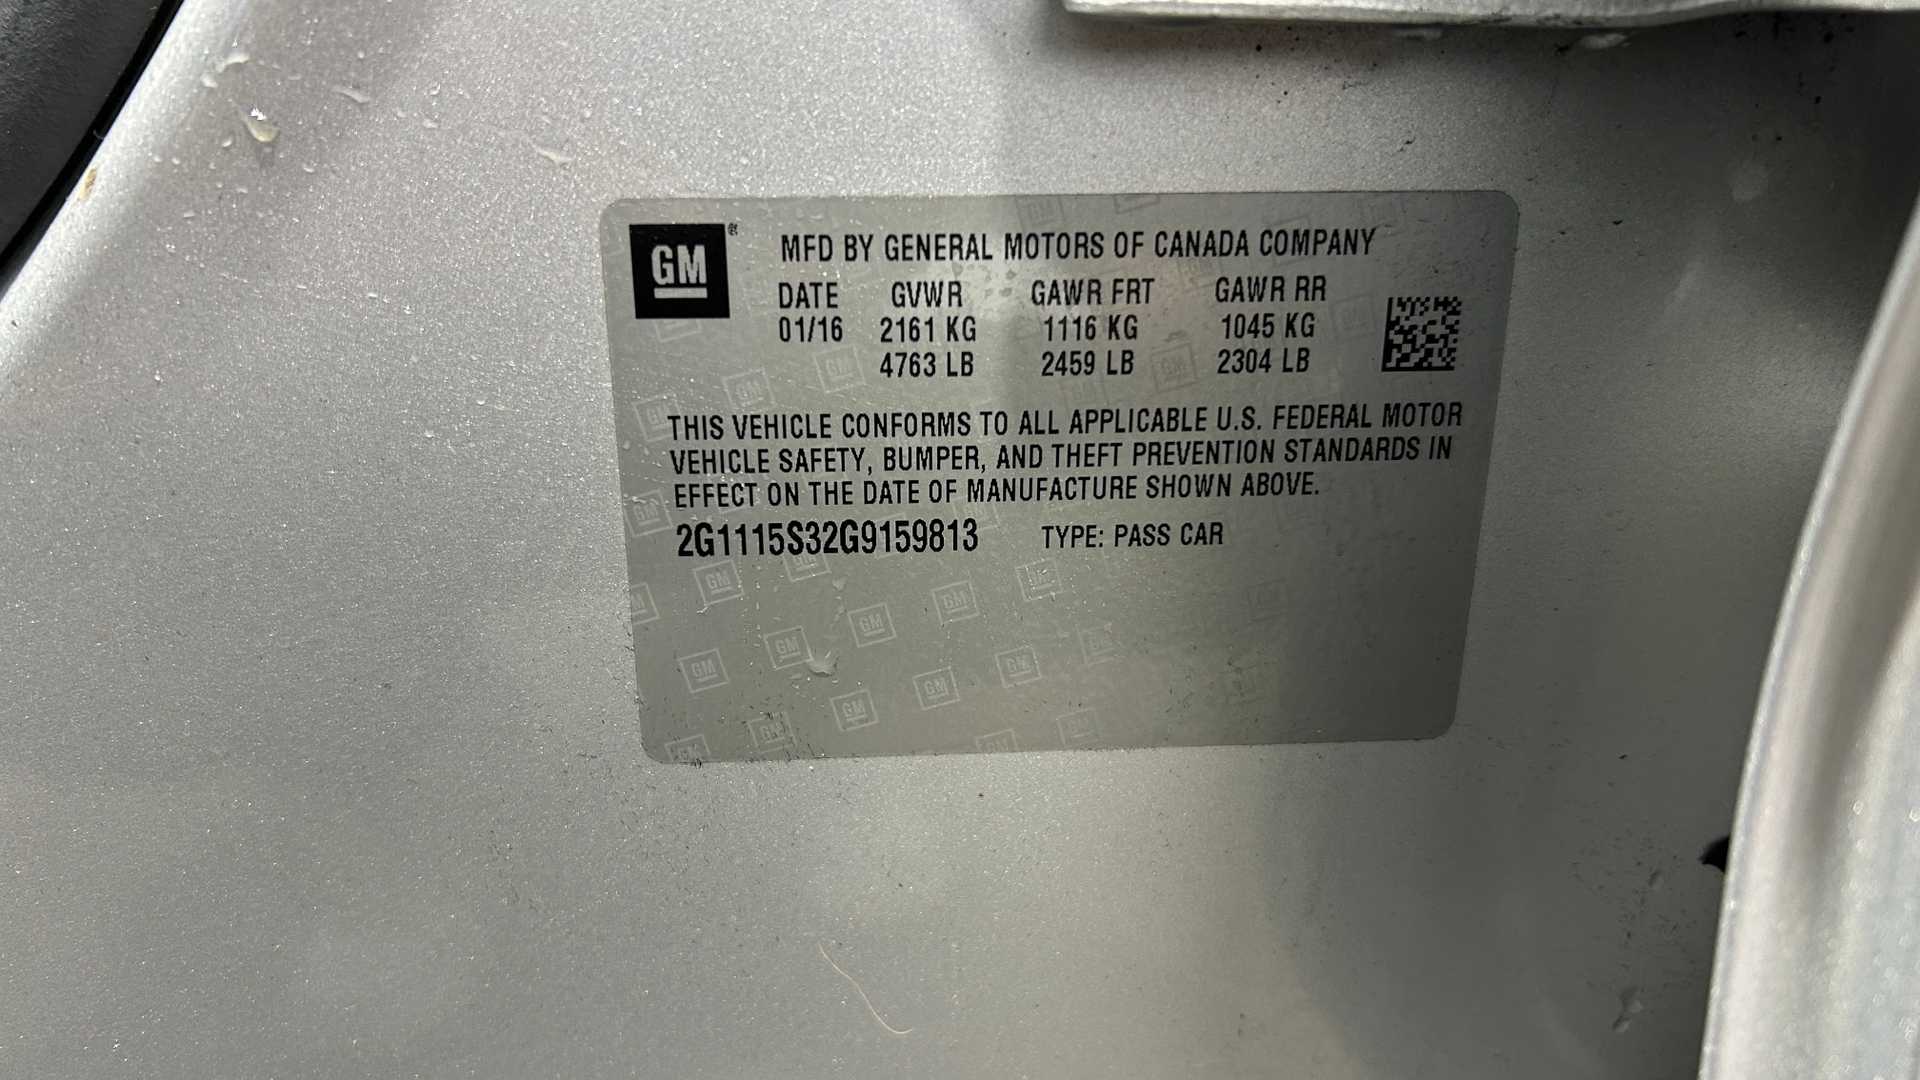 GM®
MFD BY GENERAL MOTORS OF CANADA COMPANY
DATE GVWR GAWR FRT GAWR RR
01/16 2161 KG 1116 KG 1045 KG
4763 LB 2459 LB 2304 LB
THIS VEHICLE CONFORMS TO ALL APPLICABLE U.S. FEDERAL MOTOR
VEHICLE SAFETY, BUMPER, AND THEFT PREVENTION STANDARDS IN
EFFECT ON THE DATE OF MANUFACTURE SHOWN ABOVE.
2G1115S32G9159813 TYPE: PASS CAR